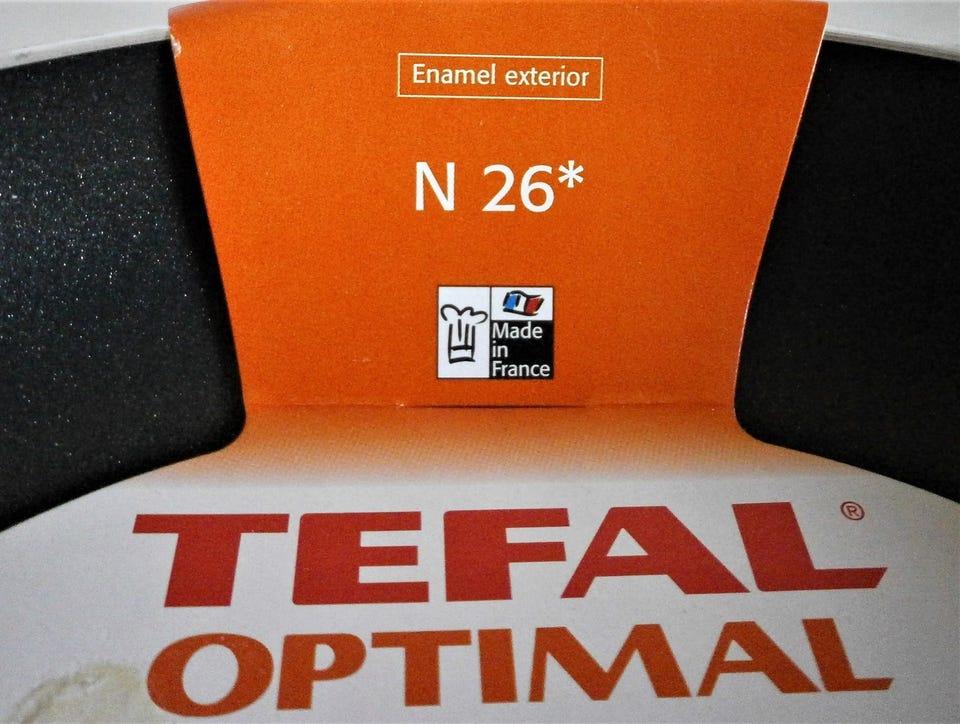 Enamel exterior
N 26*
Made
in
France
TEFAL®
OPTIMAL